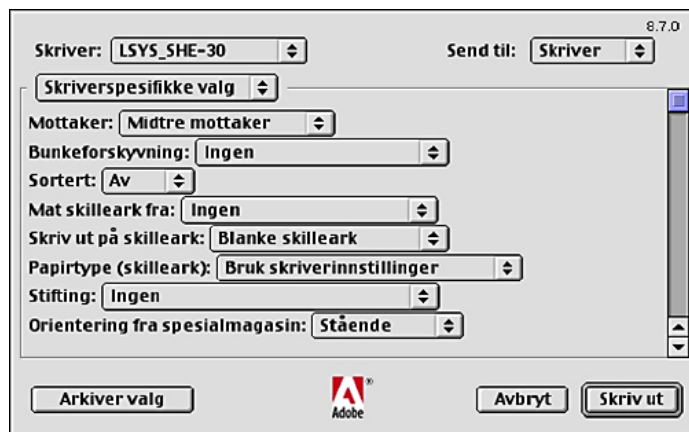 8.7.0
Skriver: LSYS_SHE-30 Send til: Skriver
Skriverspesifikke valg
Mottaker: Midtre mottaker
Bunkeforskyvning: Ingen
Sortert: Av
Mat skilleark fra: Ingen
Skriv ut på skilleark: Blanke skilleark
Papirtype (skilleark): Bruk skriverinnstillinger
Stifting: Ingen
Orientering fra spesialmagasin: Stående
Arkiver valg Adobe® Avbryt Skriv ut